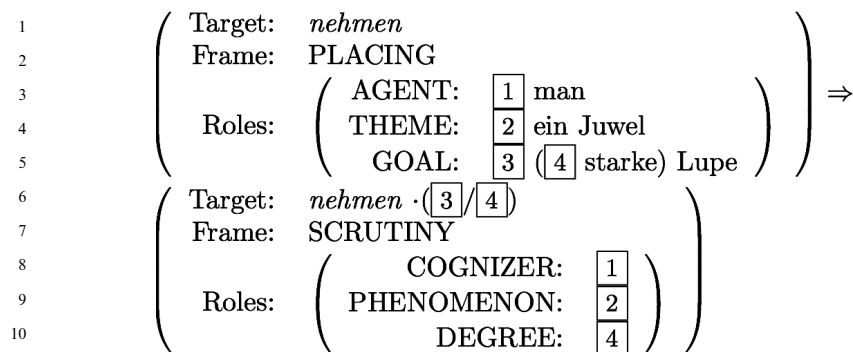 1 Target: nehmen
2 Frame: PLACING
3 AGENT: 1 man ⇒
4 Roles: THEME: 2 ein Juwel
5 GOAL: 3 (4 starke) Lupe
6 Target: nehmen ·(3/4)
7 Frame: SCRUTINY
8 COGNIZER: 1
9 Roles: PHENOMENON: 2
10 DEGREE: 4